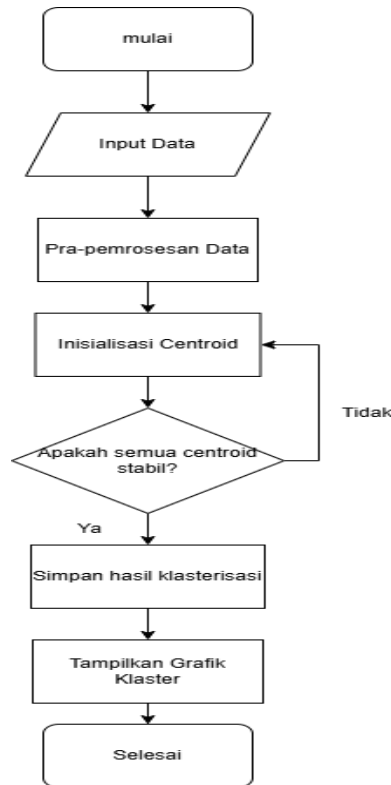 mulai
Input Data
Pra-pemrosesan Data
Inisialisasi Centroid
Tidak
Apakah semua centroid
stabil?
Ya
Simpan hasil klasterisasi
Tampilkan Grafik
Klaster
Selesai